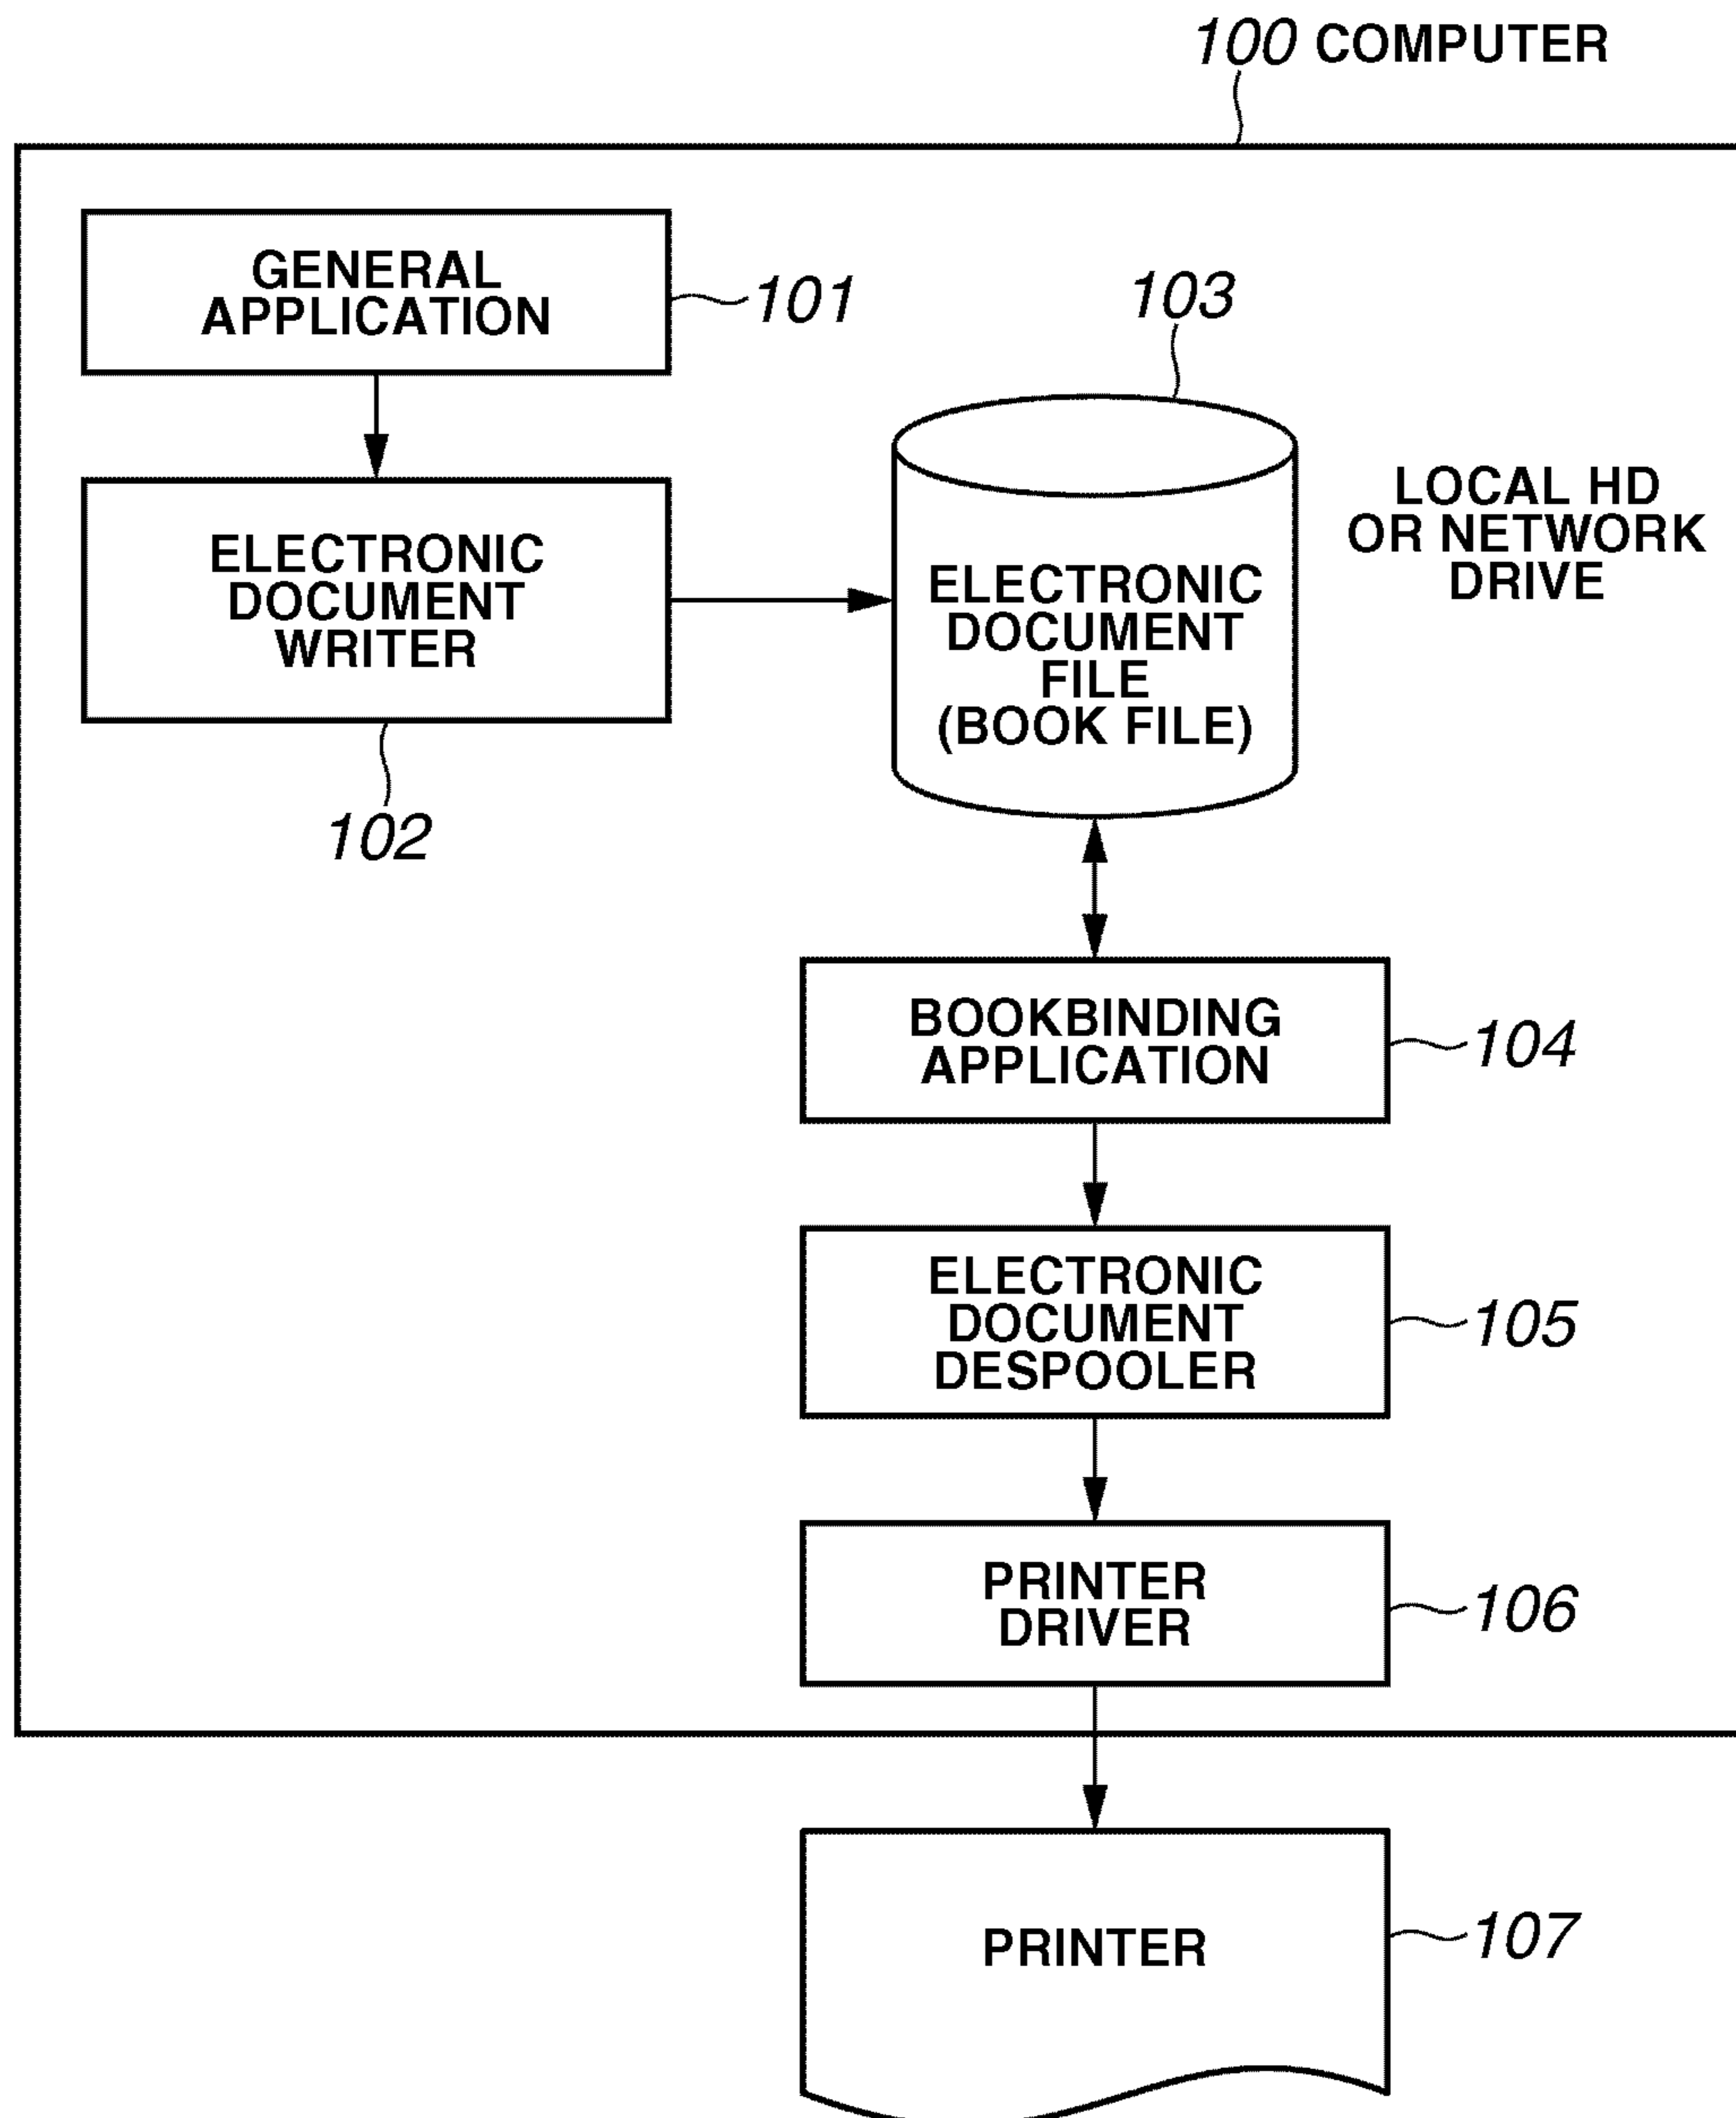 100 COMPUTER
GENERAL
APPLICATION
101
103
LOCAL HD
OR NETWORK
DRIVE
ELECTRONIC
DOCUMENT
WRITER
102
ELECTRONIC
DOCUMENT
FILE
(BOOK FILE)
BOOKBINDING
APPLICATION
104
ELECTRONIC
DOCUMENT
DESPOOLER
105
PRINTER
DRIVER
106
PRINTER
107